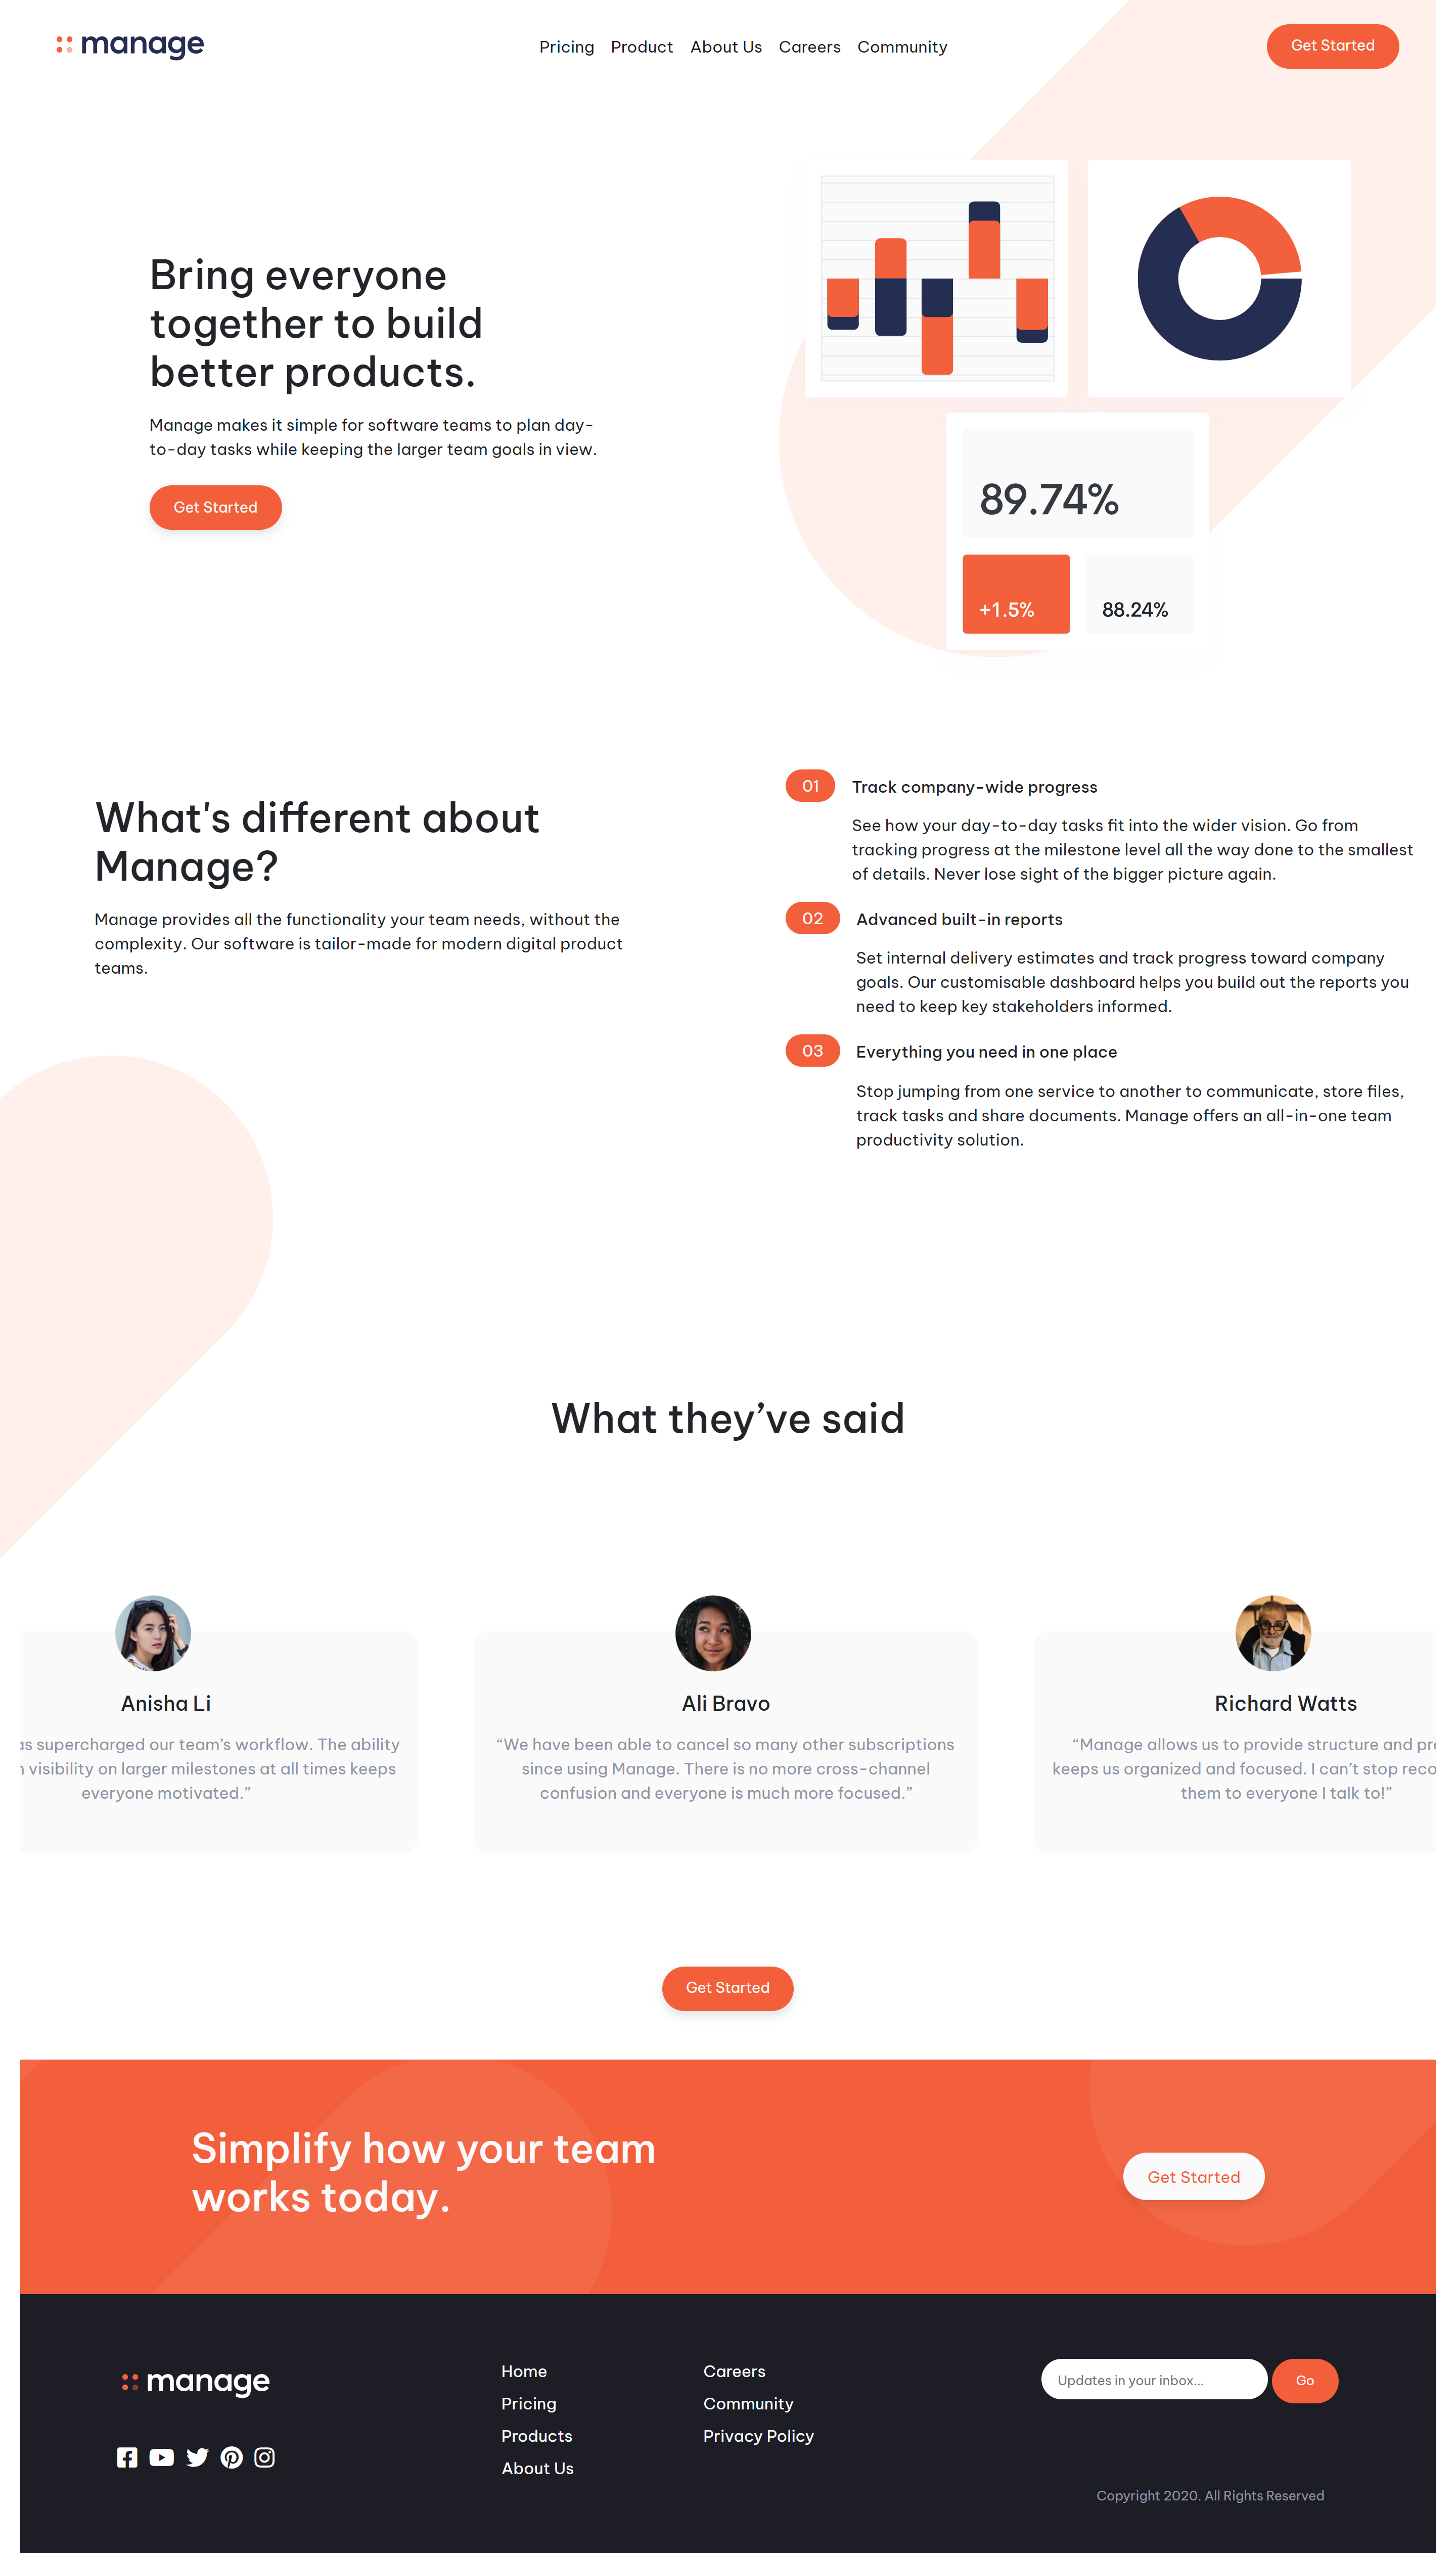 manage
Pricing Product About Us Careers Community
Get Started
Bring everyone
together to build
better products.
Manage makes it simple for software teams to plan day-
to-day tasks while keeping the larger team goals in view.
Get Started
89.74%
+1.5%
88.24%
What's different about
Manage?
Manage provides all the functionality your team needs, without the
complexity. Our software is tailor-made for modern digital product
teams.
01
Track company-wide progress
See how your day-to-day tasks fit into the wider vision. Go from
tracking progress at the milestone level all the way done to the smallest
of details. Never lose sight of the bigger picture again.
02
Advanced built-in reports
Set internal delivery estimates and track progress toward company
goals. Our customisable dashboard helps you build out the reports you
need to keep key stakeholders informed.
03
Everything you need in one place
Stop jumping from one service to another to communicate, store files,
track tasks and share documents. Manage offers an all-in-one team
productivity solution.
What they’ve said
Anisha Li
supercharged our team’s workflow. The ability
visibility on larger milestones at all times keeps
everyone motivated.”
Ali Bravo
“We have been able to cancel so many other subscriptions
since using Manage. There is no more cross-channel
confusion and everyone is much more focused.”
Richard Watts
“Manage allows us to provide structure and
keeps us organized and focused. I can’t stop
them to everyone I talk to!”
Get Started
Simplify how your team
works today.
Get Started
manage
Home
Pricing
Products
About Us
Careers
Community
Privacy Policy
Updates in your inbox...
Go
Copyright 2020. All Rights Reserved